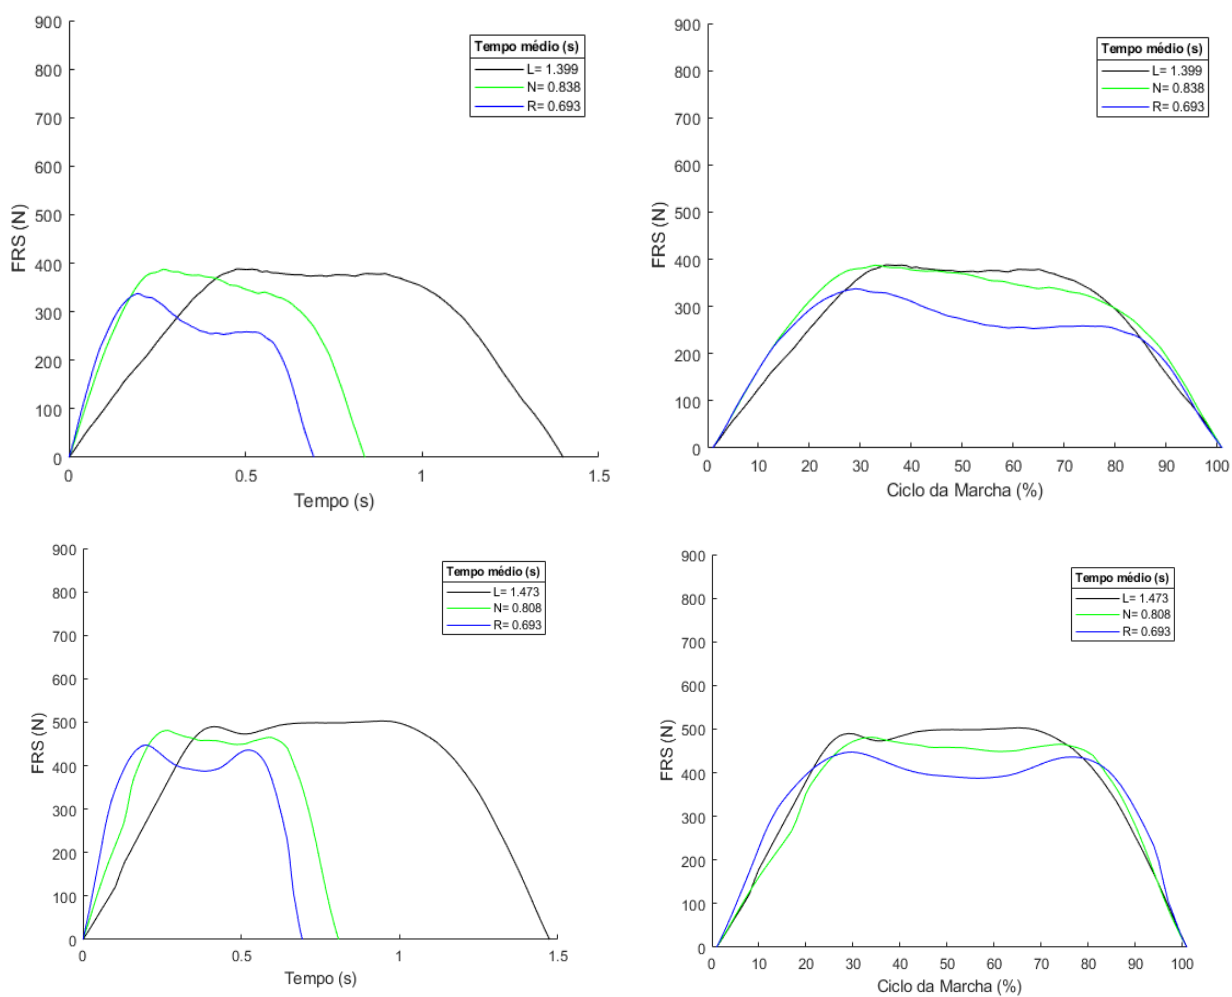 900
800
700
600
500
400
300
200
100
0
FRS (N)
0
0.5
1
1.5
Tempo (s)
Tempo médio (s)
L= 1.399
N= 0.838
R= 0.693
900
800
700
600
500
400
300
200
100
0
FRS (N)
0
10
20
30
40
50
60
70
80
90
100
Ciclo da Marcha (%)
Tempo médio (s)
L= 1.399
N= 0.838
R= 0.693
900
800
700
600
500
400
300
200
100
0
FRS (N)
0
0.5
1
1.5
Tempo (s)
Tempo médio (s)
L= 1.473
N= 0.808
R= 0.693
900
800
700
600
500
400
300
200
100
0
FRS (N)
0
10
20
30
40
50
60
70
80
90
100
Ciclo da Marcha (%)
Tempo médio (s)
L= 1.473
N= 0.808
R= 0.693